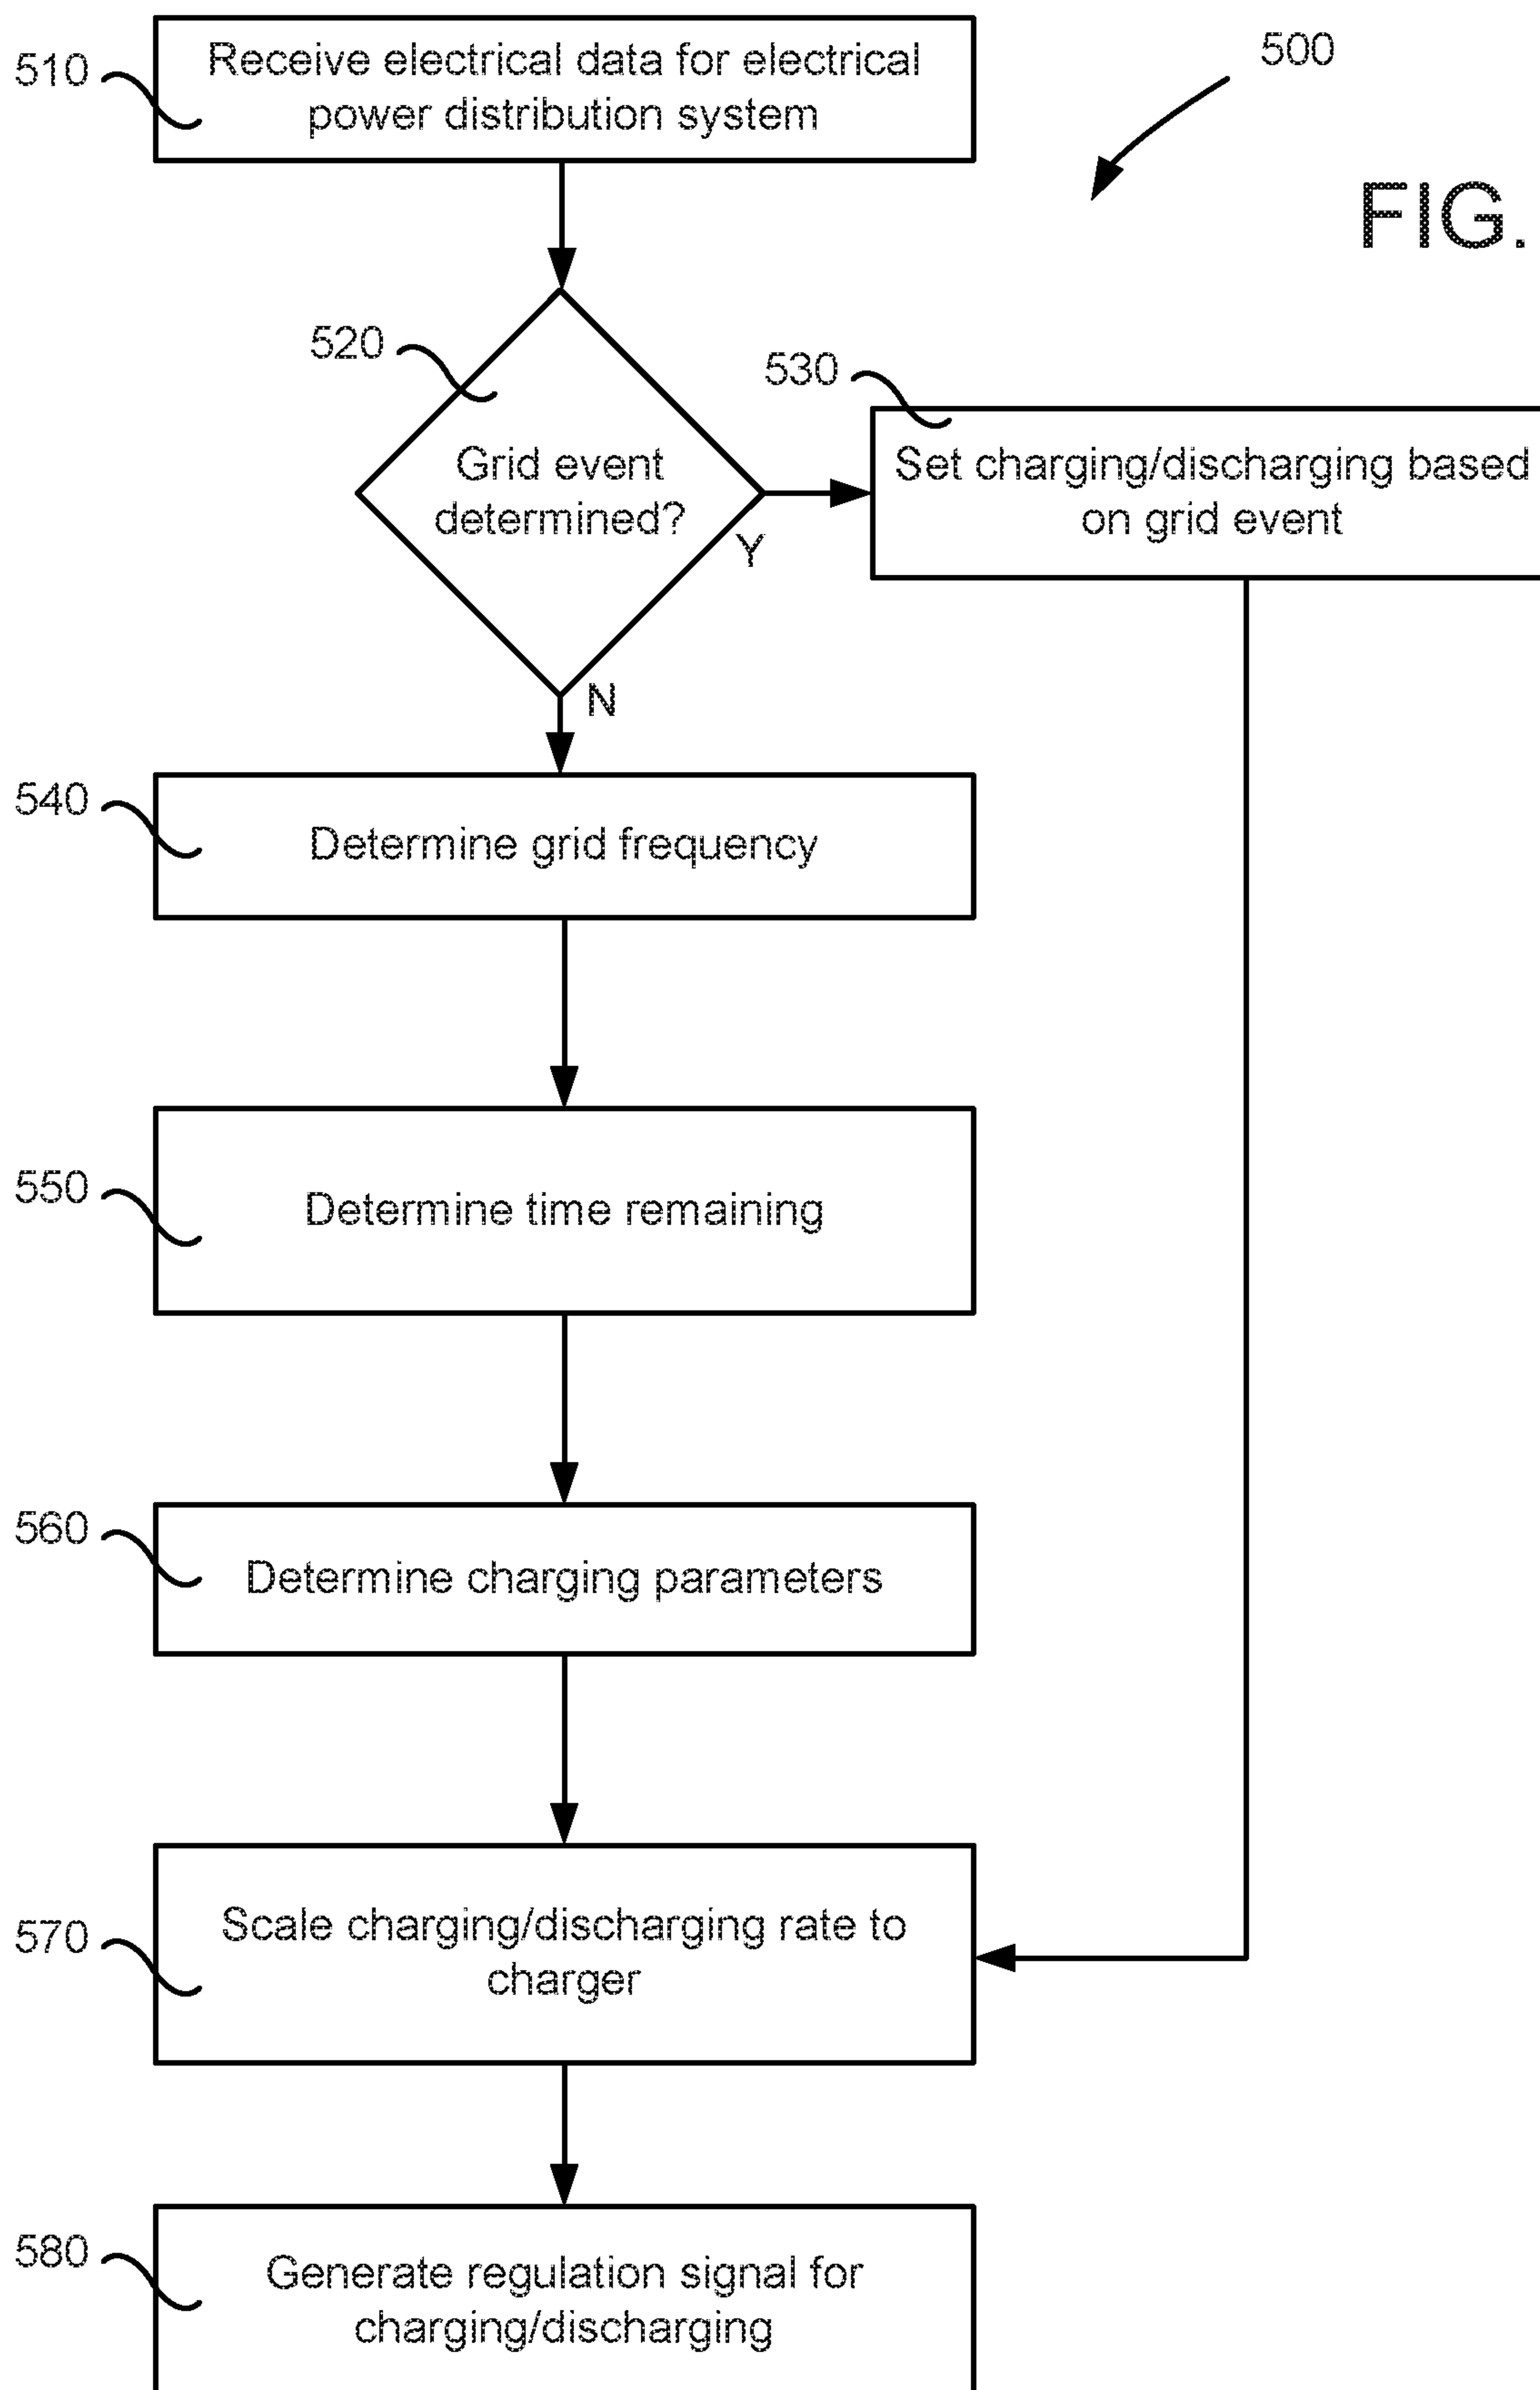 500
FIG.
510
Receive electrical data for electrical
power distribution system
520
Grid event
determined?
Y
N
530
Set charging/discharging based
on grid event
540
Determine grid frequency
550
Determine time remaining
560
Determine charging parameters
570
Scale charging/discharging rate to
charger
580
Generate regulation signal for
charging/discharging